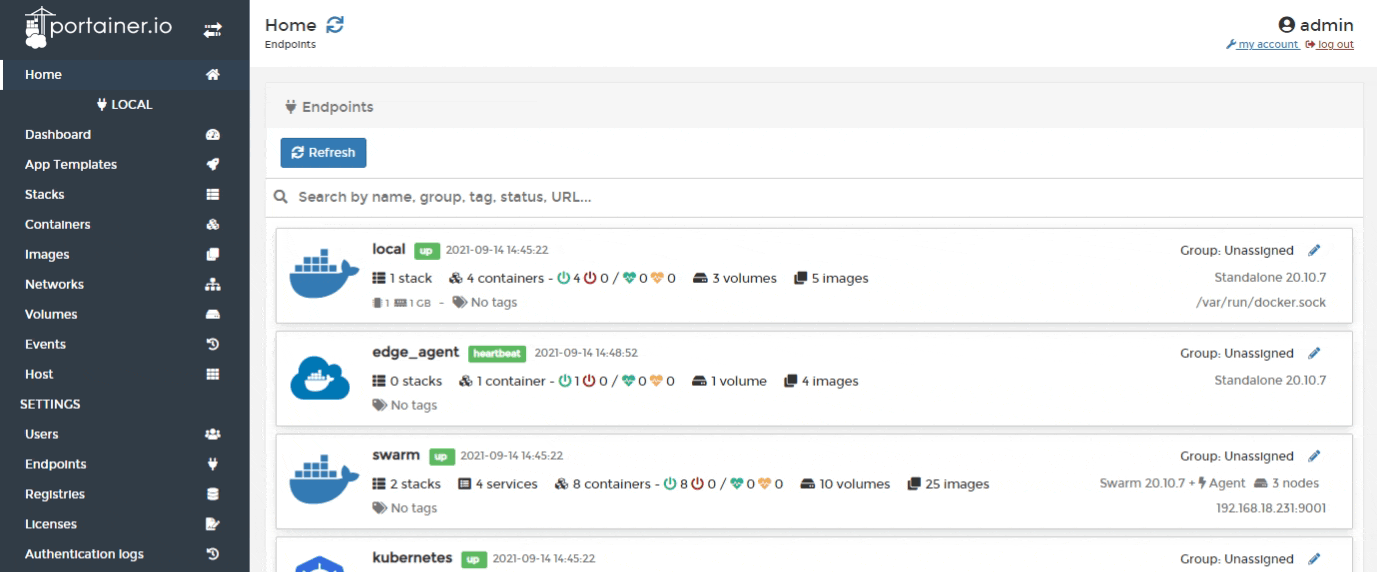 portainer.io
Home
LOCAL
Dashboard
App Templates
Stacks
Containers
Images
Networks
Volumes
Events
Host
SETTINGS
Users
Endpoints
Registries
Licenses
Authentication logs
Home
Endpoints
admin
my account log out
Endpoints
Refresh
Search by name, group, tag, status, URL...
local up 2021-09-14 14:45:22 Group: Unassigned
1 stack 4 containers - 4 0 / 0 0 3 volumes 5 images Standalone 20.10.7
1 1 GB - No tags /var/run/docker.sock
edge_agent heartbeat 2021-09-14 14:48:52 Group: Unassigned
0 stacks 1 container - 1 0 / 0 0 1 volume 4 images Standalone 20.10.7
No tags
swarm up 2021-09-14 14:45:22 Group: Unassigned
2 stacks 4 services 8 containers - 8 0 / 0 0 10 volumes 25 images Swarm 20.10.7 + Agent 3 nodes
No tags 192.168.18.231:9001
kubernetes up 2021-09-14 14:45:22 Group: Unassigned